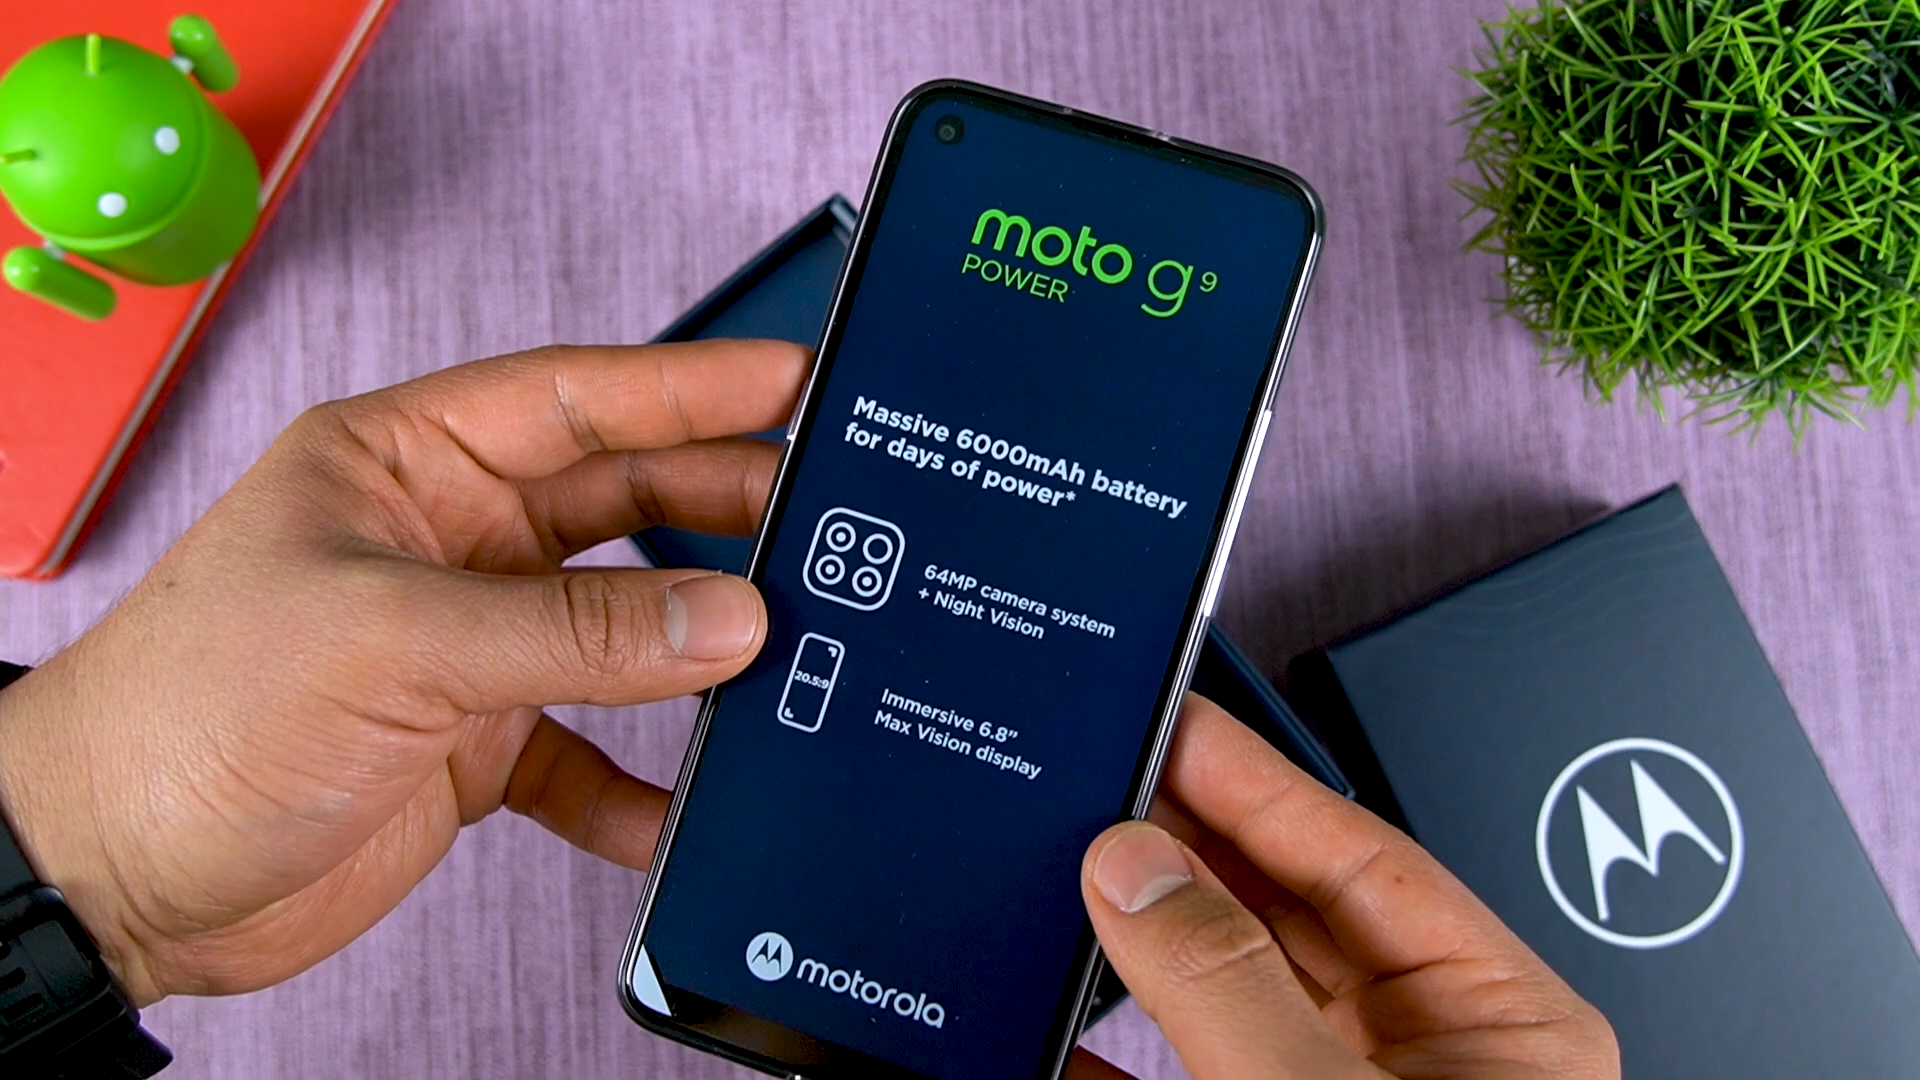 moto g⁹
POWER
Massive 6000mAh battery
for days of power*
64MP camera system
+ Night Vision
20.5:9
Immersive 6.8”
Max Vision display
motorola